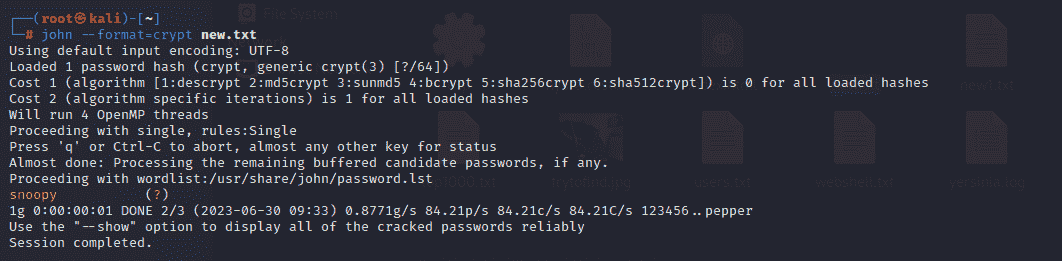 File System
┌──(root㉿kali)-[~]
└─# john --format=crypt new.txt
Using default input encoding: UTF-8
Loaded 1 password hash (crypt, generic crypt(3) [?/64])
Cost 1 (algorithm [1:descrypt 2:md5crypt 3:sunmd5 4:bcrypt 5:sha256crypt 6:sha512crypt]) is 0 for all loaded hashes
Cost 2 (algorithm specific iterations) is 1 for all loaded hashes
Will run 4 OpenMP threads
Proceeding with single, rules:Single
Press 'q' or Ctrl-C to abort, almost any other key for status
Almost done: Processing the remaining buffered candidate passwords, if any.
Proceeding with wordlist:/usr/share/john/password.lst
snoopy           (?)
1g 0:00:00:01 DONE 2/3 (2023-06-30 09:33) 0.8771g/s 84.21p/s 84.21c/s 84.21C/s 123456..pepper
Use the "--show" option to display all of the cracked passwords reliably
Session completed.
users.txt